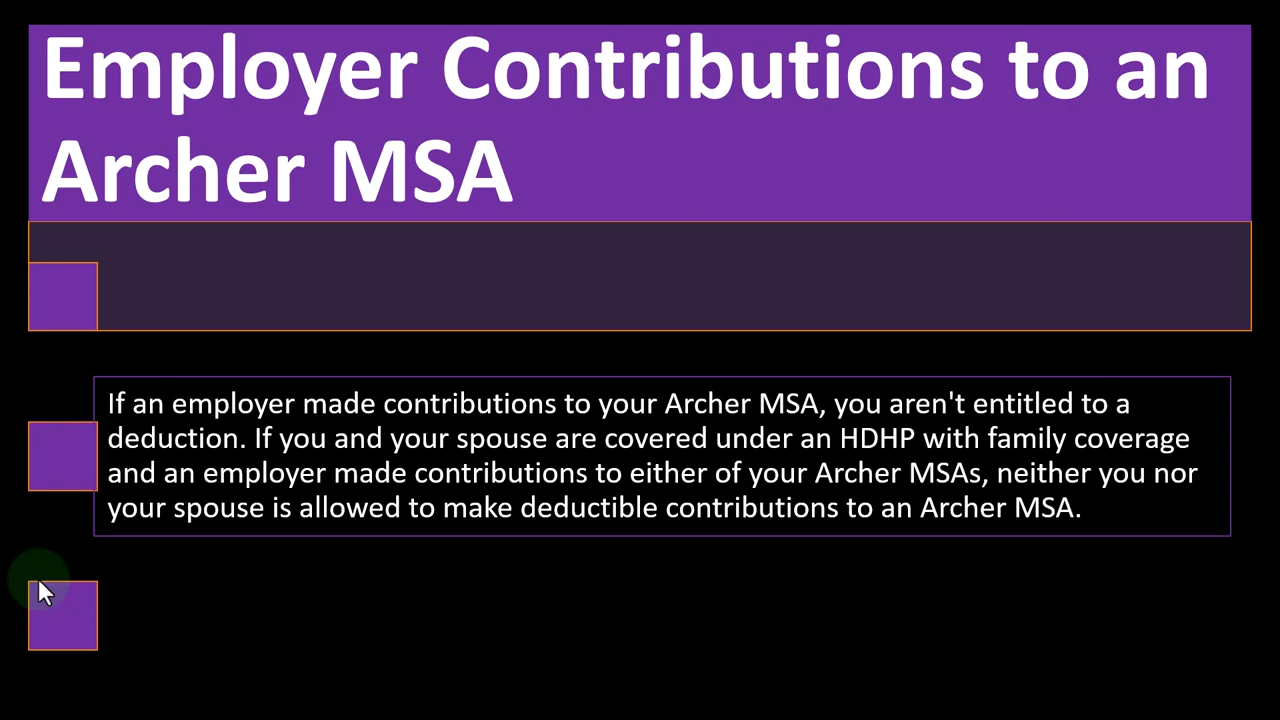 Employer Contributions to an
Archer MSA
If an employer made contributions to your Archer MSA, you aren't entitled to a
deduction. If you and your spouse are covered under an HDHP with family coverage
and an employer made contributions to either of your Archer MSAs, neither you nor
your spouse is allowed to make deductible contributions to an Archer MSA.